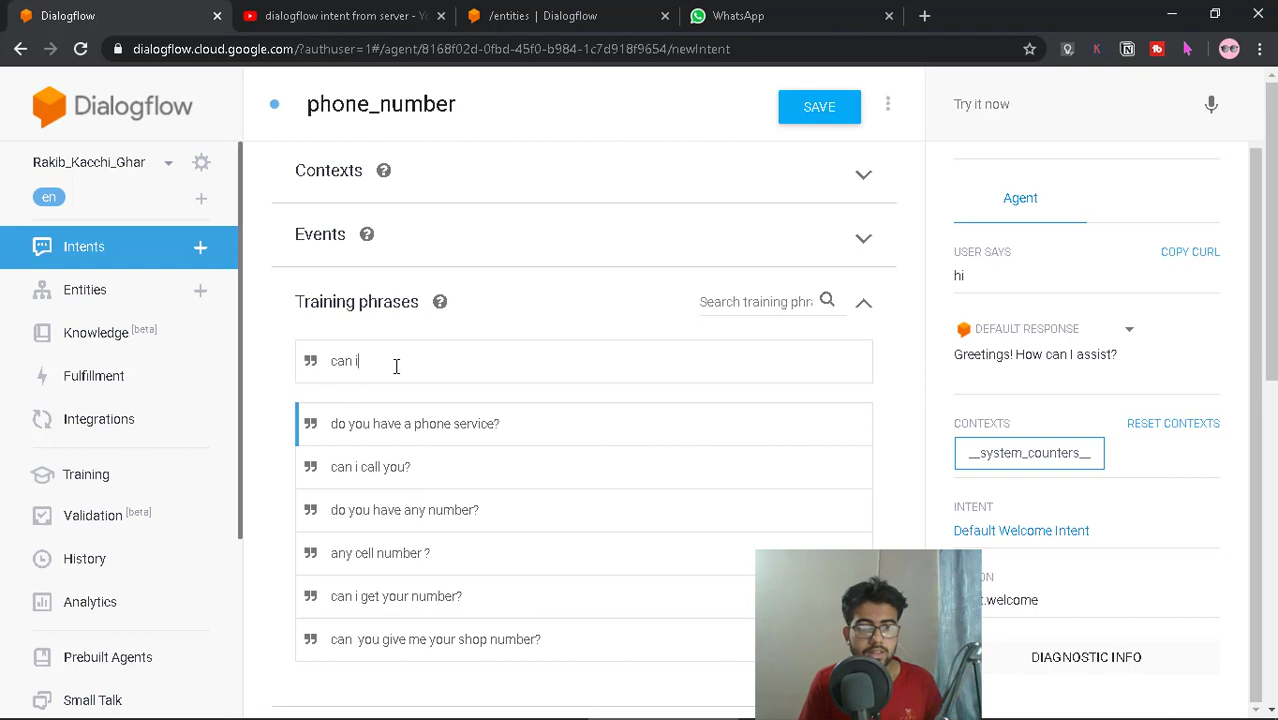 Dialogflow
dialogflow intent from server - Yo
/entities | Dialogflow
WhatsApp
dialogflow.cloud.google.com/?authuser=1#/agent/8168f02d-0fbd-45f0-b984-1c7d918f9654/newIntent
Dialogflow
phone_number
SAVE
Try it now
Rakib_Kacchi_Ghar
en
Contexts
Agent
Intents
Events
USER SAYS
COPY CURL
hi
Entities
Training phrases
Search training phr
Knowledge [beta]
DEFAULT RESPONSE
Greetings! How can I assist?
can i
Fulfillment
Integrations
do you have a phone service?
CONTEXTS
RESET CONTEXTS
__system_counters__
can i call you?
Training
do you have any number?
INTENT
Validation [beta]
Default Welcome Intent
any cell number ?
History
can i get your number?
.welcome
Analytics
can  you give me your shop number?
Prebuilt Agents
DIAGNOSTIC INFO
Small Talk